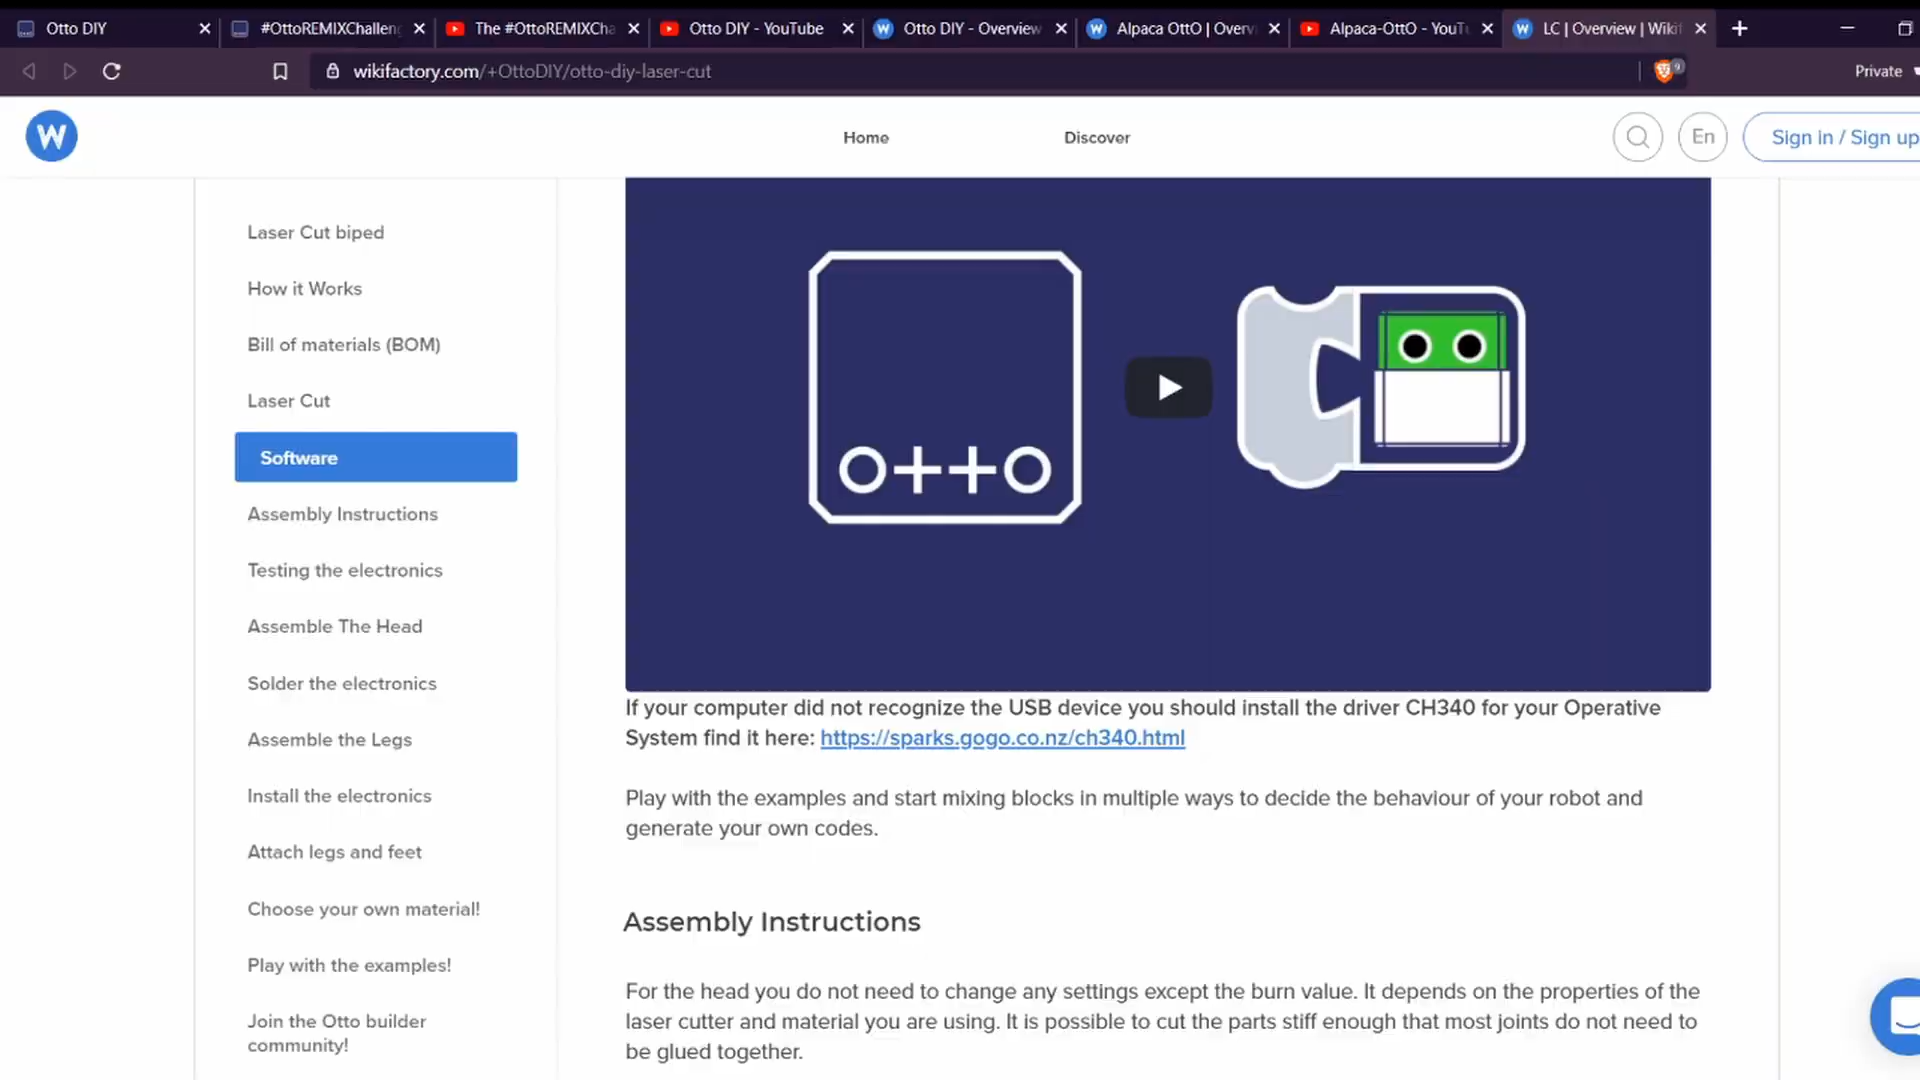 Otto DIY
#OttoREMIXChallen
The #OttoREMIXCha
Otto DIY - YouTube
Otto DIY - Overview
Alpaca OttO | Overv
Alpaca-OttO - YouTu
LC | Overview | Wikif
wikifactory.com/+OttoDIY/otto-diy-laser-cut
9
Private
W
Home
Discover
En
Sign in / Sign up
Laser Cut biped
How it Works
Bill of materials (BOM)
Laser Cut
Software
Assembly Instructions
Testing the electronics
Assemble The Head
Solder the electronics
Assemble the Legs
Install the electronics
Attach legs and feet
Choose your own material!
Play with the examples!
Join the Otto builder
community!
O++O
If your computer did not recognize the USB device you should install the driver CH340 for your Operative
System find it here: https://sparks.gogo.co.nz/ch340.html
Play with the examples and start mixing blocks in multiple ways to decide the behaviour of your robot and
generate your own codes.
Assembly Instructions
For the head you do not need to change any settings except the burn value. It depends on the properties of the
laser cutter and material you are using. It is possible to cut the parts stiff enough that most joints do not need to
be glued together.